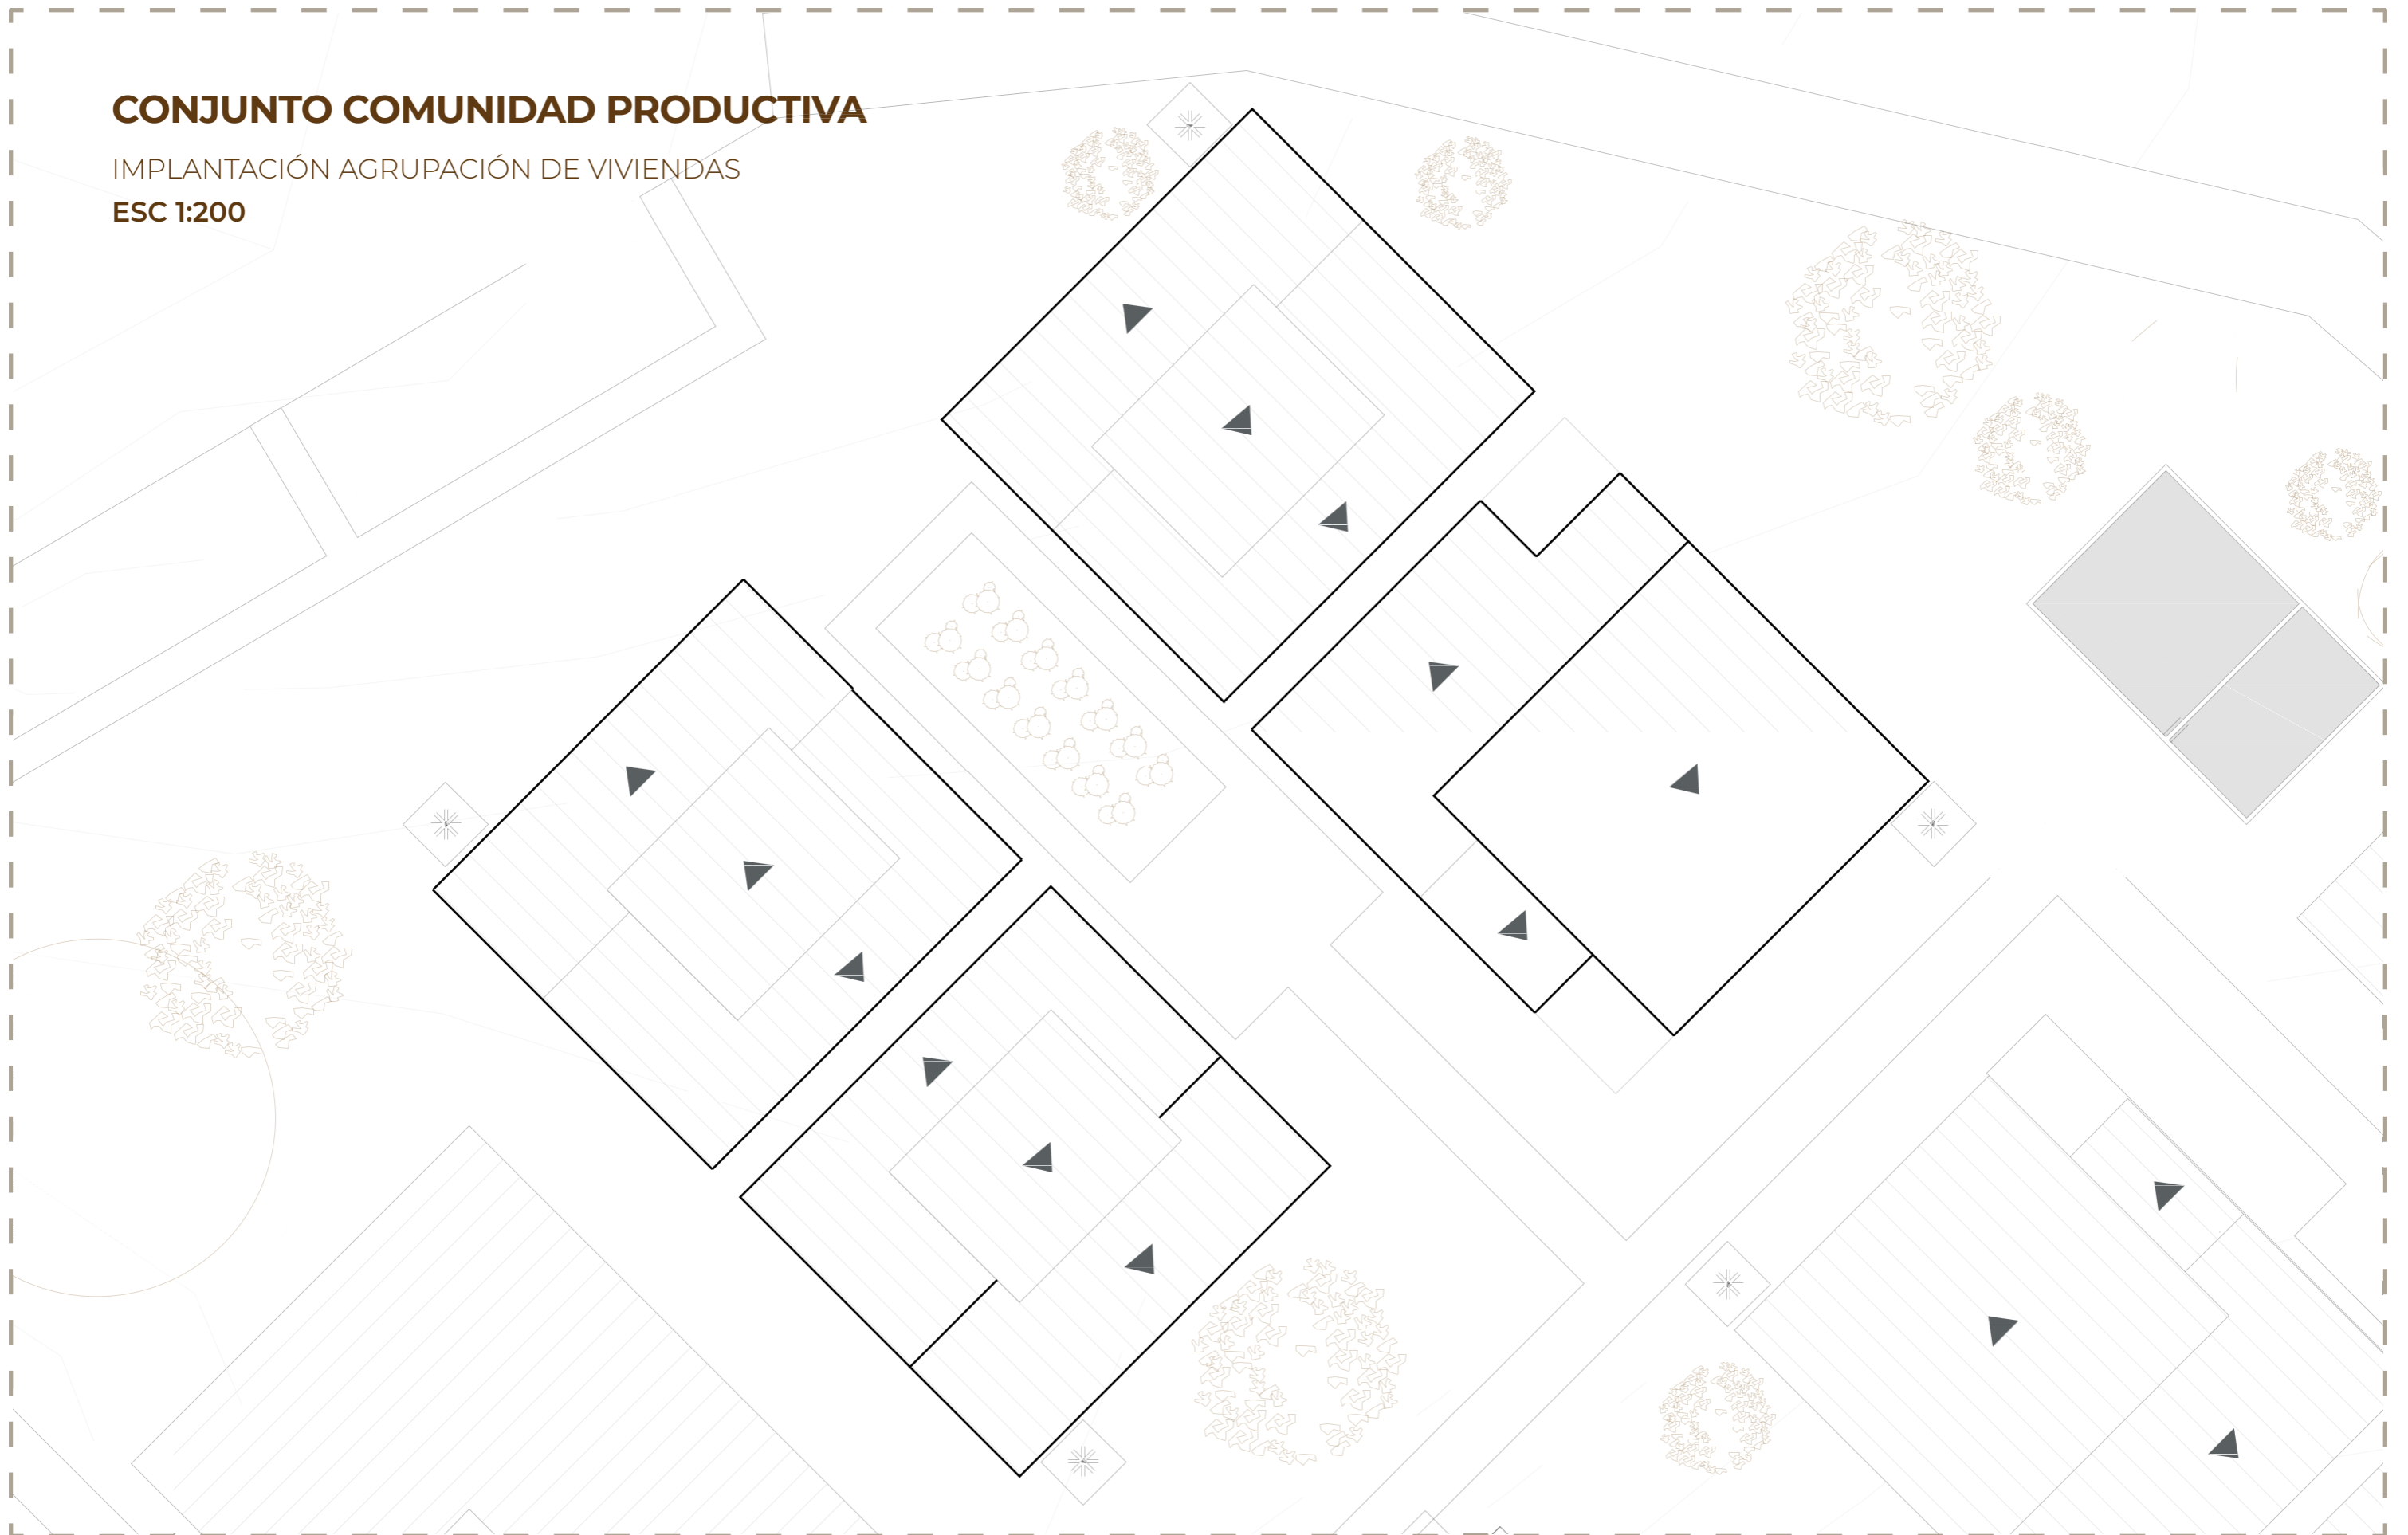 CONJUNTO COMUNIDAD PRODUCTIVA
IMPLANTACIÓN AGRUPACIÓN DE VIVIENDAS
ESC 1:200